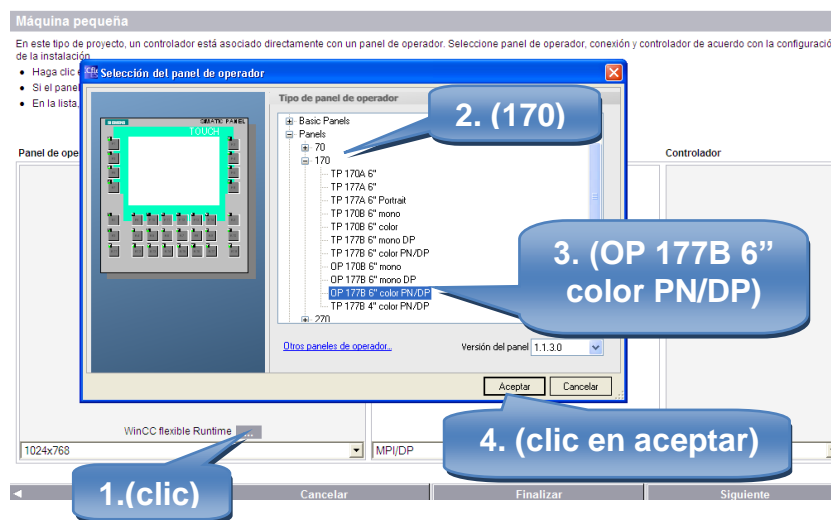 Máquina pequeña
En este tipo de proyecto, un controlador está asociado directamente con un panel de operador. Seleccione panel de operador, conexión y controlador de acuerdo con la configuració
de la instalación
Haga clic
Si el panel
En la lista,
Selección del panel de operador
Tipo de panel de operador
SIEMENS SIMATIC PANEL
TOUCH
Basic Panels
Panels
70
170
TP 170A 6"
TP 177A 6"
TP 177A 6" Portrait
TP 170B 6" mono
TP 170B 6" color
TP 177B 6" mono DP
TP 177B 6" color PN/DP
OP 170B 6" mono
OP 177B 6" mono DP
OP 177B 6" color PN/DP
TP 177B 4" color PN/DP
270
2. (170)
3. (OP 177B 6”
color PN/DP)
Panel de ope
Controlador
Otros paneles de operador...
Versión del panel 1.1.3.0
Aceptar Cancelar
4. (clic en aceptar)
WinCC flexible Runtime ...
1024x768
MPI/DP
1.(clic)
Cancelar Finalizar Siguiente